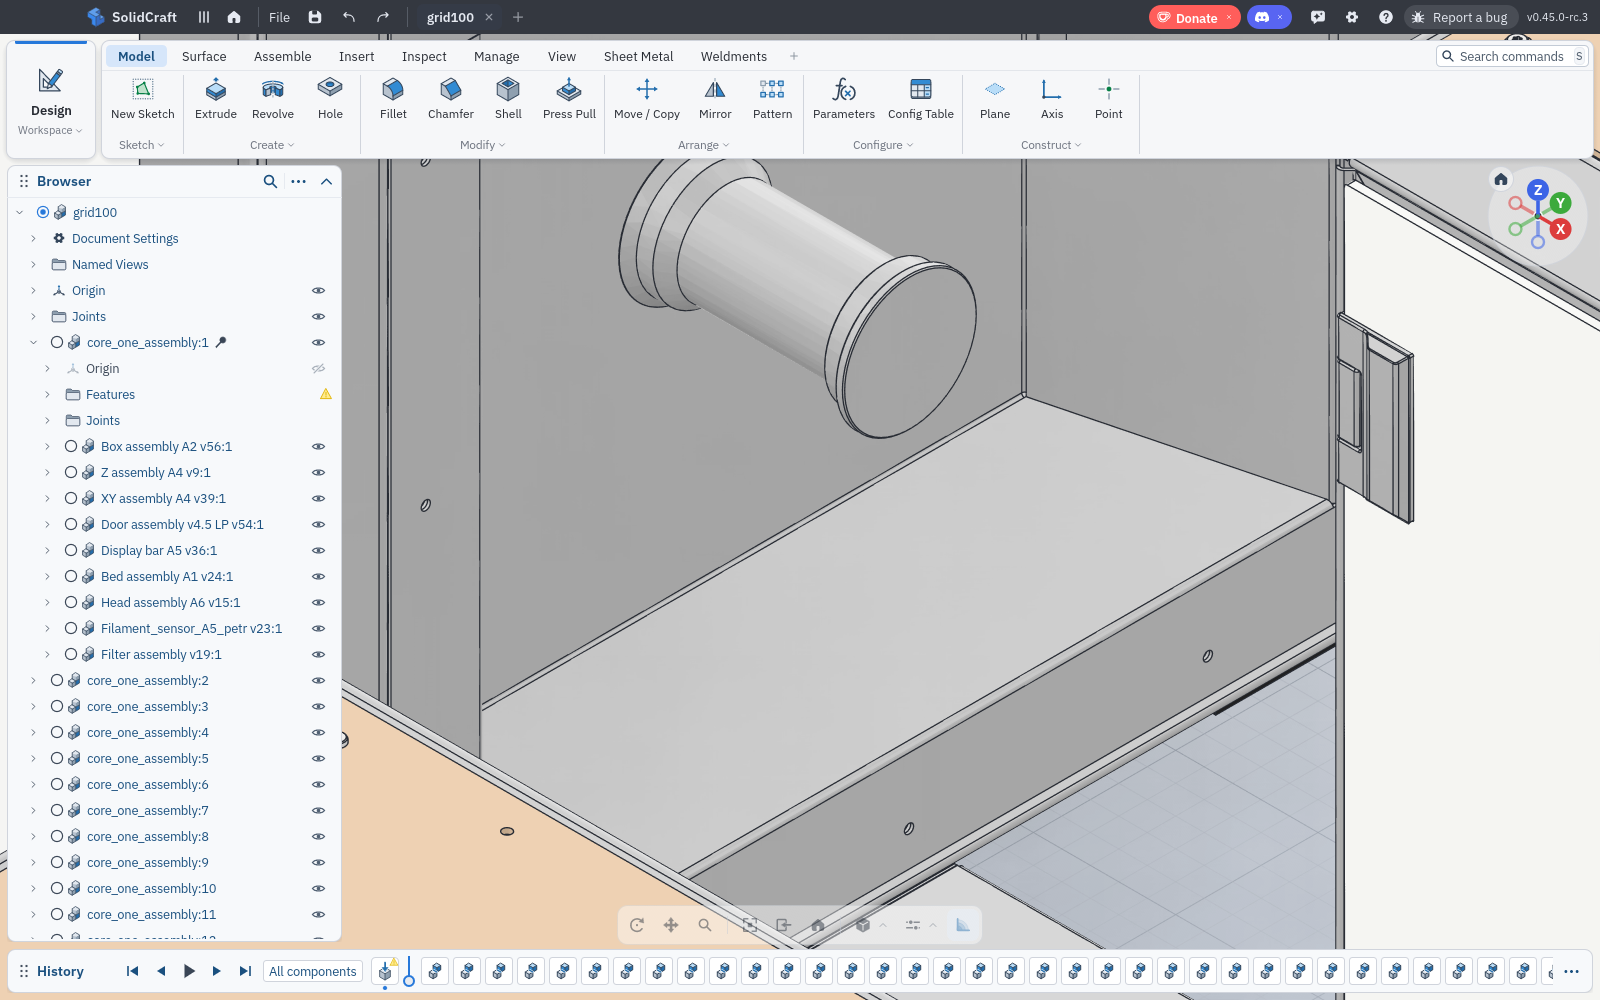 SolidCraft
File
grid100
Donate
Report a bug
v0.45.0-rc.3
Design
Workspace
Model
Surface
Assemble
Insert
Inspect
Manage
View
Sheet Metal
Weldments
Search commands
S
New Sketch
Extrude
Revolve
Hole
Fillet
Chamfer
Shell
Press Pull
Move / Copy
Mirror
Pattern
Parameters
Config Table
Plane
Axis
Point
Sketch
Create
Modify
Arrange
Configure
Construct
Browser
grid100
Document Settings
Named Views
Origin
Joints
core_one_assembly:1
Origin
Features
Joints
Box assembly A2 v56:1
Z assembly A4 v9:1
XY assembly A4 v39:1
Door assembly v4.5 LP v54:1
Display bar A5 v36:1
Bed assembly A1 v24:1
Head assembly A6 v15:1
Filament_sensor_A5_petr v23:1
Filter assembly v19:1
core_one_assembly:2
core_one_assembly:3
core_one_assembly:4
core_one_assembly:5
core_one_assembly:6
core_one_assembly:7
core_one_assembly:8
core_one_assembly:9
core_one_assembly:10
core_one_assembly:11
Z
Y
X
History
All components